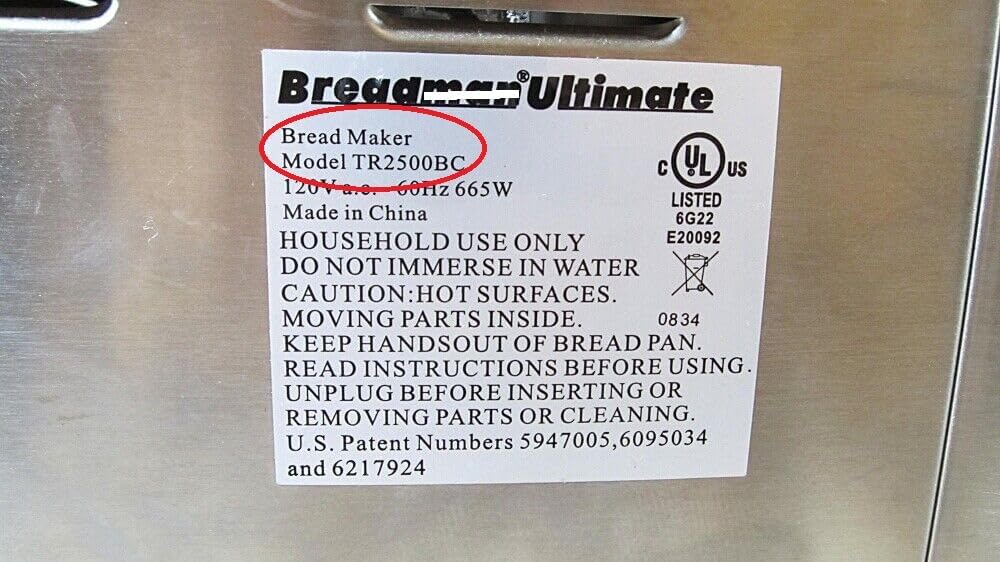 Breadman® Ultimate
Bread Maker
Model TR2500BC
120V a.c. 60Hz 665W
Made in China
HOUSEHOLD USE ONLY
DO NOT IMMERSE IN WATER
CAUTION:HOT SURFACES.
MOVING PARTS INSIDE.
KEEP HANDSOUT OF BREAD PAN.
READ INSTRUCTIONS BEFORE USING.
UNPLUG BEFORE INSERTING OR
REMOVING PARTS OR CLEANING.
U.S. Patent Numbers 5947005,6095034
and 6217924
C UL US
LISTED
6G22
E20092
0834